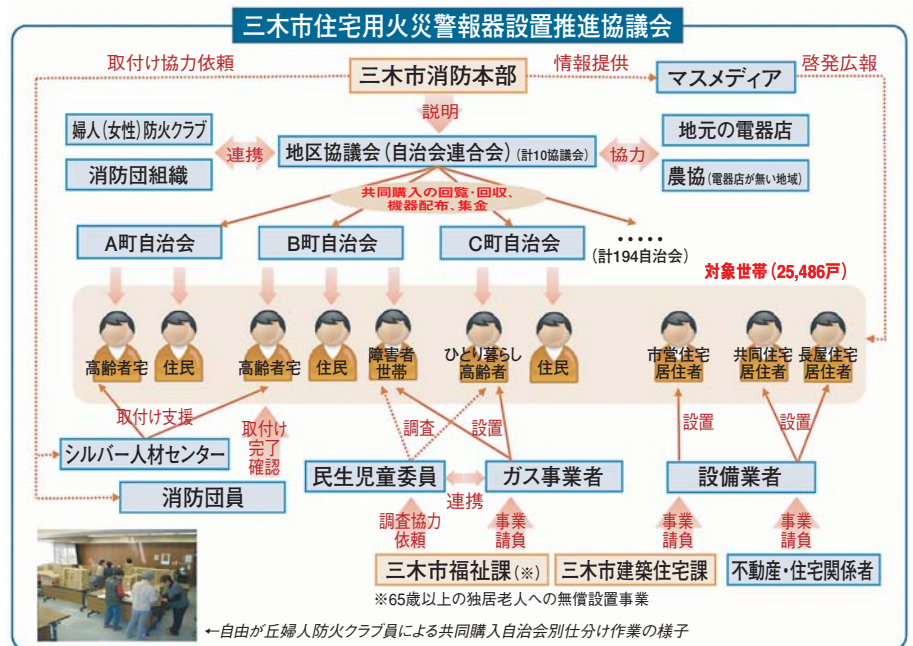 三木市住宅用火災警報器設置推進協議会
取付け協力依頼
三木市消防本部
情報提供
マスメディア
啓発広報
説明
婦人(女性)防火クラブ
消防団組織
連携
地区協議会(自治会連合会)(計10協議会)
協力
地元の電器店
農協(電器店が無い地域)
共同購入の回覧・回収、
機器配布、集金
A町自治会
B町自治会
C町自治会
・・・・・
(計194自治会)
対象世帯(25,486戸)
高齢者宅
住民
高齢者宅
住民
障害者
世帯
ひとり暮らし
高齢者
住民
市営住宅
居住者
共同住宅
居住者
長屋住宅
居住者
取付け支援
取付け
完了
確認
調査
設置
設置
設置
シルバー人材センター
消防団員
民生児童委員
連携
ガス事業者
設備業者
調査協力
依頼
事業
請負
事業
請負
事業
請負
三木市福祉課(※)
三木市建築住宅課
不動産・住宅関係者
※65歳以上の独居老人への無償設置事業
←自由が丘婦人防火クラブ員による共同購入自治会別仕分け作業の様子